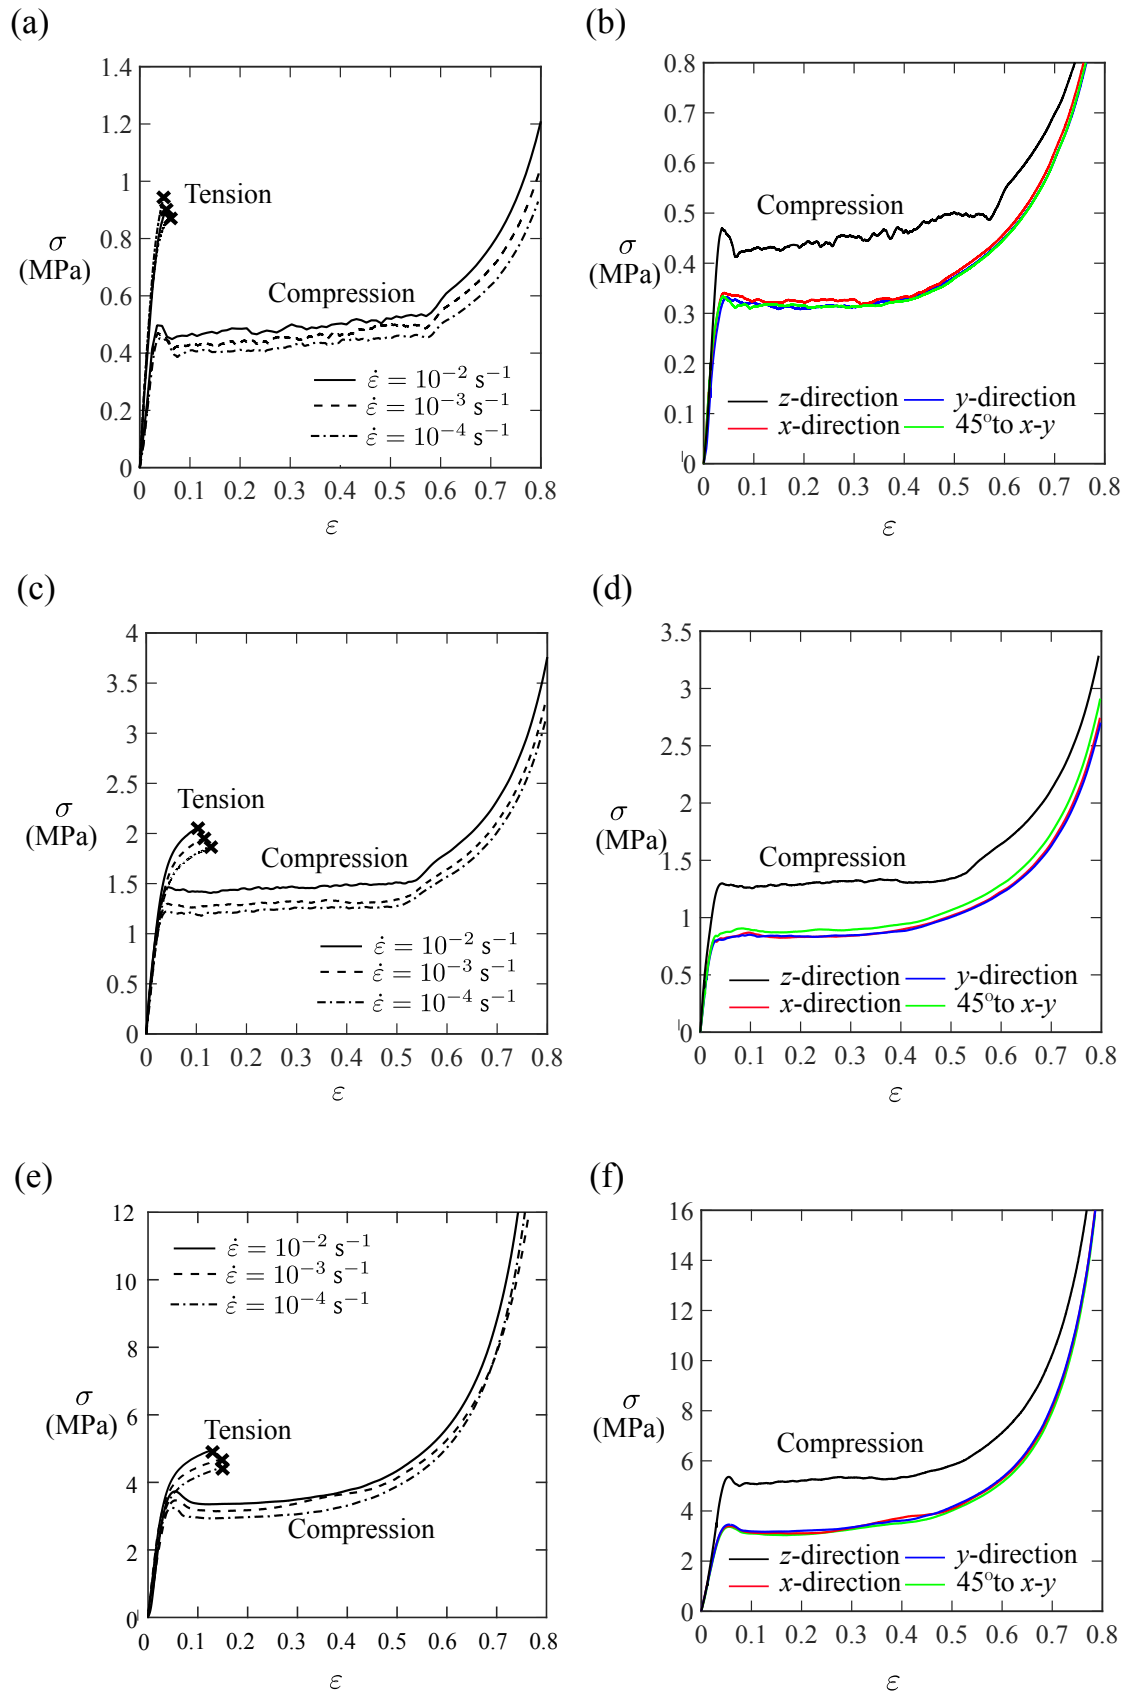 (a)
1.4
1.2
1
0.8
0.6
0.4
0.2
0
σ
(MPa)
Tension
Compression
ε̇ = 10⁻² s⁻¹
ε̇ = 10⁻³ s⁻¹
ε̇ = 10⁻⁴ s⁻¹
0 0.1 0.2 0.3 0.4 0.5 0.6 0.7 0.8
ε
(b)
0.8
0.7
0.6
0.5
0.4
0.3
0.2
0.1
0
σ
(MPa)
Compression
z-direction y-direction
x-direction 45°to x-y
0 0.1 0.2 0.3 0.4 0.5 0.6 0.7 0.8
ε
(c)
4
3.5
3
2.5
2
1.5
1
0.5
0
σ
(MPa)
Tension
Compression
ε̇ = 10⁻² s⁻¹
ε̇ = 10⁻³ s⁻¹
ε̇ = 10⁻⁴ s⁻¹
0 0.1 0.2 0.3 0.4 0.5 0.6 0.7 0.8
ε
(d)
3.5
3
2.5
2
1.5
1
0.5
0
σ
(MPa)
Compression
z-direction y-direction
x-direction 45°to x-y
0 0.1 0.2 0.3 0.4 0.5 0.6 0.7 0.8
ε
(e)
12
10
8
6
4
2
0
σ
(MPa)
ε̇ = 10⁻² s⁻¹
ε̇ = 10⁻³ s⁻¹
ε̇ = 10⁻⁴ s⁻¹
Tension
Compression
0 0.1 0.2 0.3 0.4 0.5 0.6 0.7 0.8
ε
(f)
16
14
12
10
8
6
4
2
0
σ
(MPa)
Compression
z-direction y-direction
x-direction 45°to x-y
0 0.1 0.2 0.3 0.4 0.5 0.6 0.7 0.8
ε